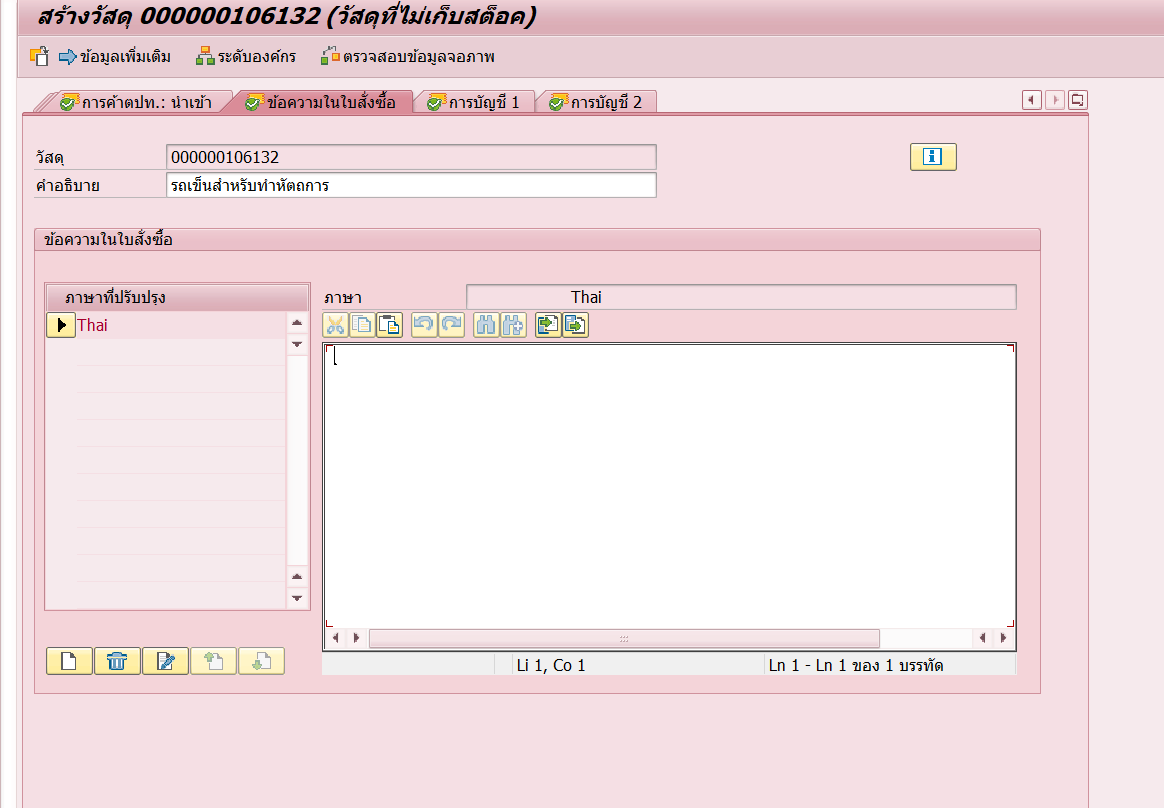 สร้างวัสดุ 000000106132 (วัสดุที่ไม่เก็บสต็อค)
ข้อมูลเพิ่มเติม ระดับองค์กร ตรวจสอบข้อมูลจอภาพ
การค้าตปท.: นำเข้า ข้อความในใบสั่งซื้อ การบัญชี 1 การบัญชี 2
วัสดุ 000000106132
คำอธิบาย รถเข็นสำหรับทำหัตถการ
ข้อความในใบสั่งซื้อ
ภาษาที่ปรับปรุง ภาษา Thai
Thai
Li 1, Co 1 Ln 1 - Ln 1 ของ 1 บรรทัด